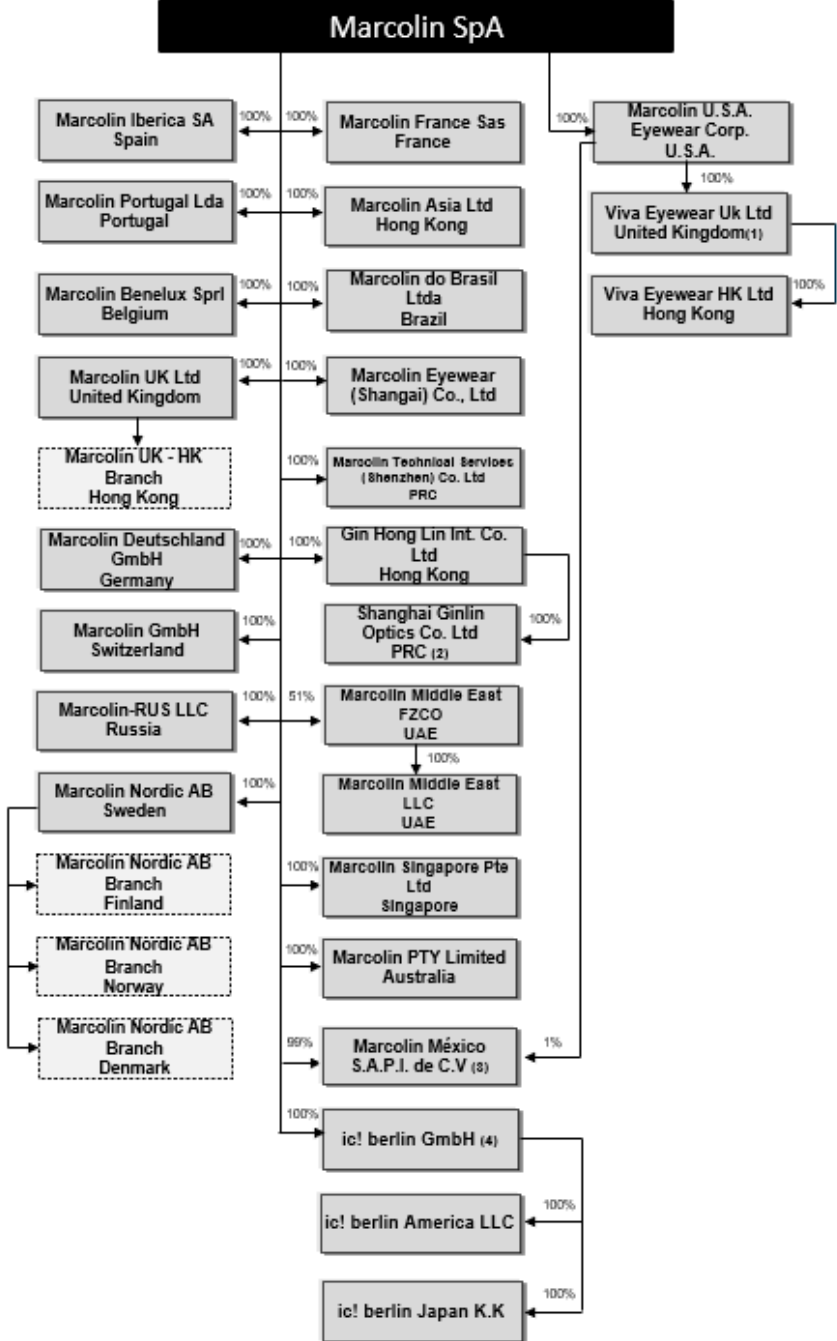 Marcolin SpA
Marcolin Iberica SA
Spain
100%
100%
Marcolin France Sas
France
100%
Marcolin U.S.A.
Eyewear Corp.
U.S.A.
100%
Marcolin Portugal Lda
Portugal
100%
100%
Marcolin Asia Ltd
Hong Kong
Viva Eyewear Uk Ltd
United Kingdom(1)
Marcolin Benelux Sprl
Belgium
100%
100%
Marcolin do Brasil
Ltda
Brazil
Viva Eyewear HK Ltd
Hong Kong
100%
Marcolin UK Ltd
United Kingdom
100%
100%
Marcolin Eyewear
(Shangai) Co., Ltd
Marcolin UK - HK
Branch
Hong Kong
100%
Marcolin Technical Services
(Shenzhen) Co. Ltd
PRC
Marcolin Deutschland
GmbH
Germany
100%
100%
Gin Hong Lin Int. Co.
Ltd
Hong Kong
Marcolin GmbH
Switzerland
100%
Shanghai Ginlin
Optics Co. Ltd
PRC (2)
100%
Marcolin-RUS LLC
Russia
100%
51%
Marcolin Middle East
FZCO
UAE
100%
Marcolin Nordic AB
Sweden
100%
Marcolin Middle East
LLC
UAE
Marcolin Nordic AB
Branch
Finland
100%
Marcolin Singapore Pte
Ltd
Singapore
Marcolin Nordic AB
Branch
Norway
100%
Marcolin PTY Limited
Australia
Marcolin Nordic AB
Branch
Denmark
99%
Marcolin México
S.A.P.I. de C.V (3)
1%
100%
ic! berlin GmbH (4)
ic! berlin America LLC
100%
ic! berlin Japan K.K
100%